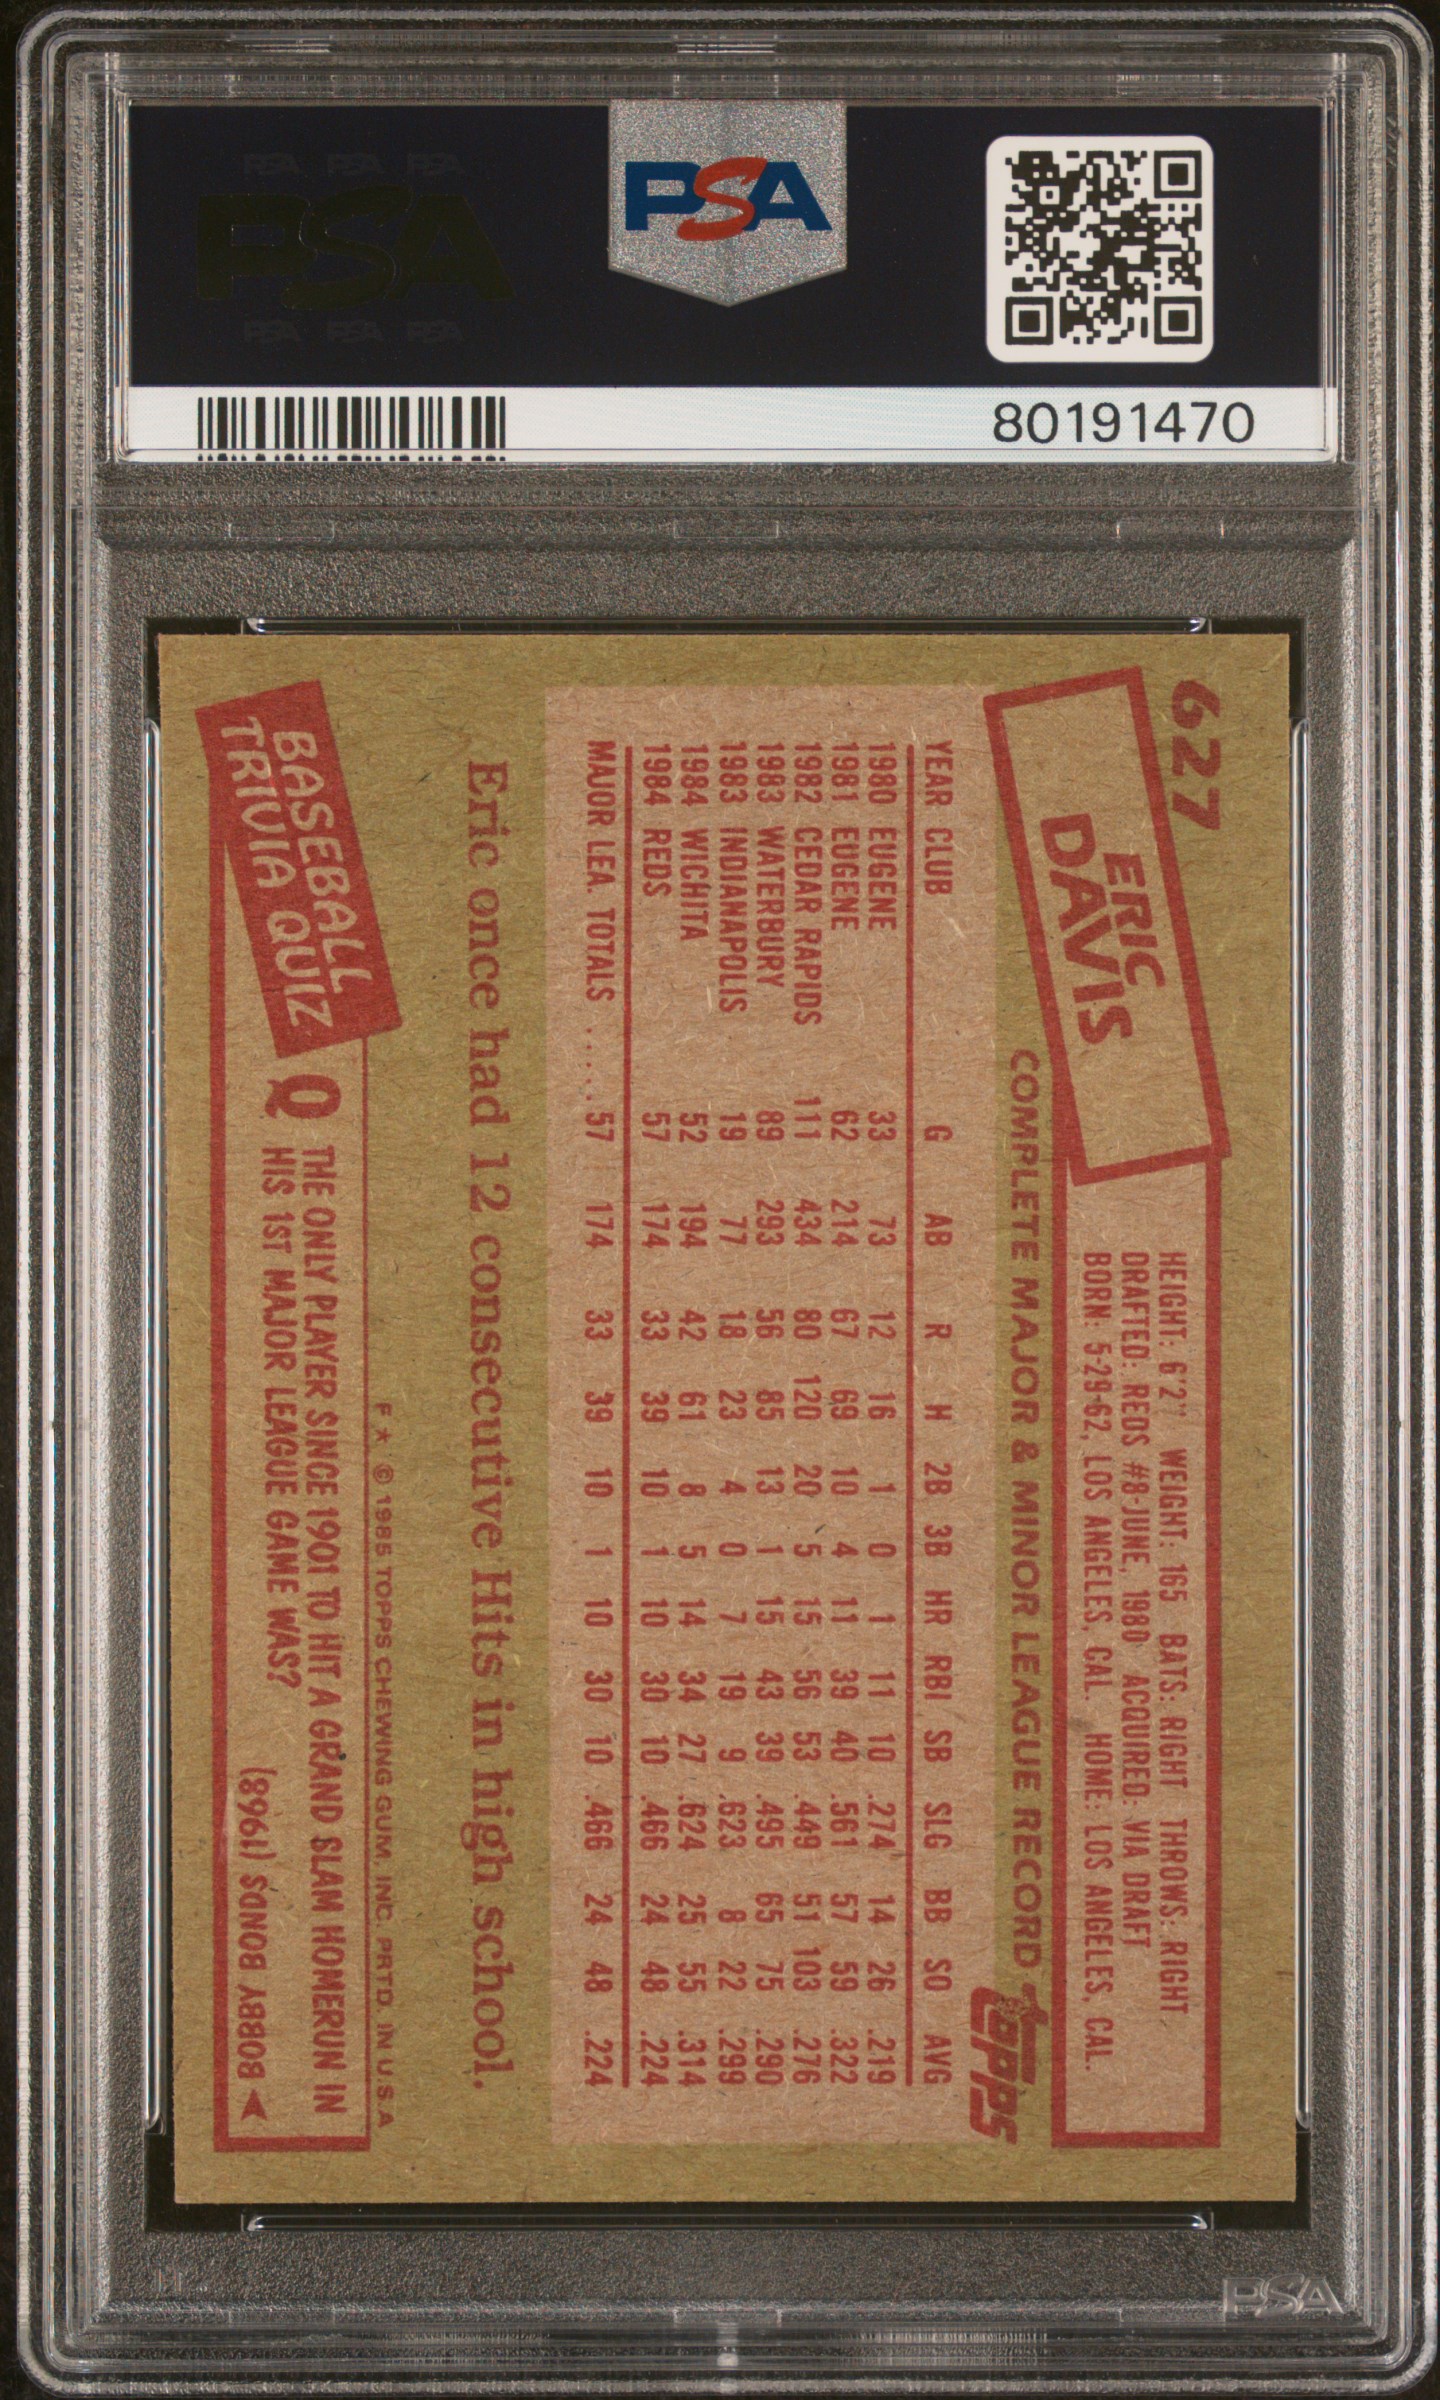 PSA
80191470
627
ERIC
DAVIS
HEIGHT: 6'2" WEIGHT: 165 BATS: RIGHT THROWS: RIGHT
DRAFTED: REDS #8-JUNE, 1980 ACQUIRED: VIA DRAFT
BORN: 5-29-62, LOS ANGELES, CAL. HOME: LOS ANGELES, CAL.
COMPLETE MAJOR & MINOR LEAGUE RECORD
Topps
YEAR CLUB G AB R H 2B 3B HR RBI SB SLG BB SO AVG
1980 EUGENE 33 73 12 16 1 0 1 11 10 .274 14 26 .219
1981 EUGENE 62 214 67 69 10 4 11 39 40 .561 57 59 .322
1982 CEDAR RAPIDS 111 434 80 120 20 5 15 56 53 .449 51 103 .276
1983 WATERBURY 89 293 56 85 13 1 15 43 39 .495 65 75 .290
1983 INDIANAPOLIS 19 77 18 23 4 0 7 19 9 .623 8 22 .299
1984 WICHITA 52 194 42 61 8 5 14 34 27 .624 25 55 .314
1984 REDS 57 174 33 39 10 1 10 30 10 .466 24 48 .224
MAJOR LEA. TOTALS ...... 57 174 33 39 10 1 10 30 10 .466 24 48 .224
Eric once had 12 consecutive Hits in high school.
F ★ © 1985 TOPPS CHEWING GUM, INC. PRTD. IN U.S.A
BASEBALL
TRIVIA QUIZ
Q THE ONLY PLAYER SINCE 1901 TO HIT A GRAND SLAM HOMERUN IN
HIS 1ST MAJOR LEAGUE GAME WAS?
BOBBY BONDS (1968)
PSA
PSA PSA PSA
PSA
PSA PSA PSA